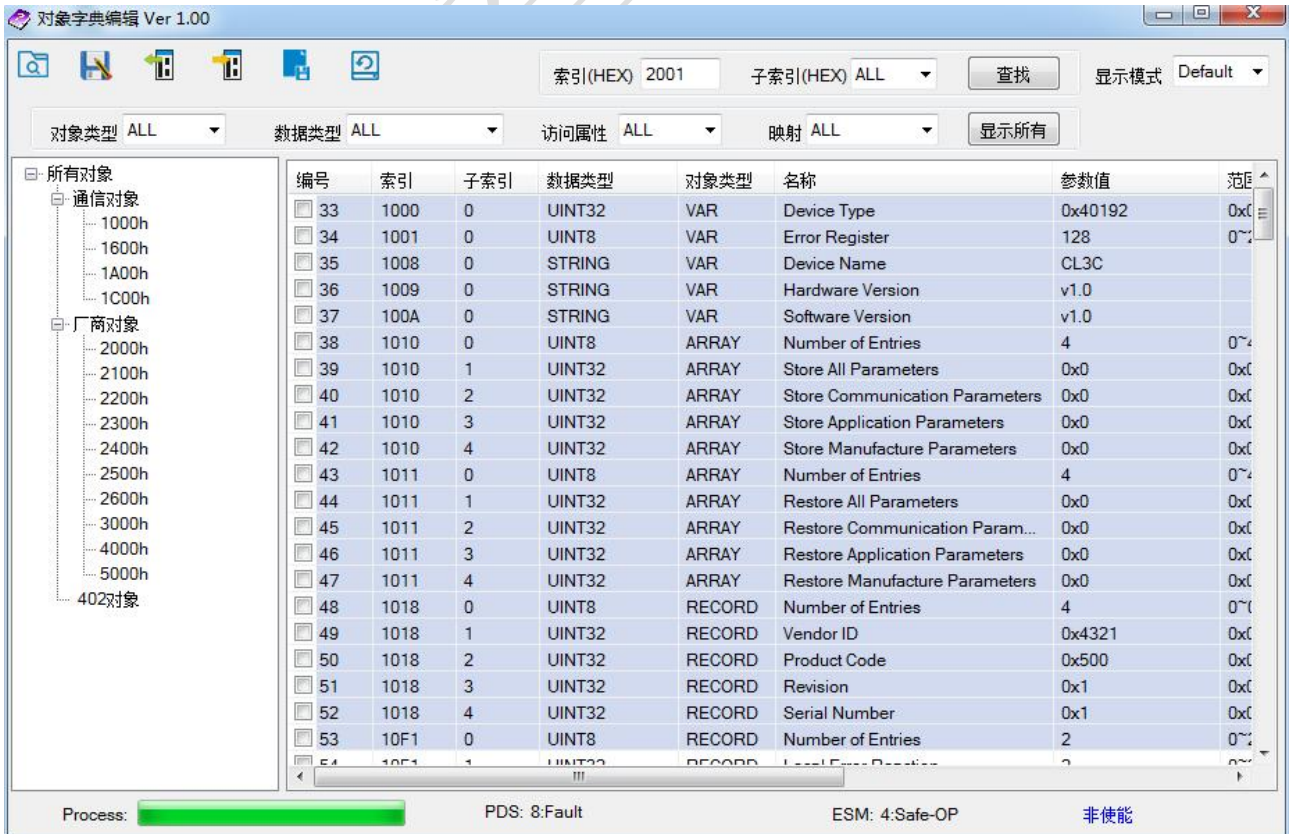 对象字典编辑 Ver 1.00
索引(HEX) 2001 子索引(HEX) ALL 查找 显示模式 Default
对象类型 ALL 数据类型 ALL 访问属性 ALL 映射 ALL 显示所有
所有对象
通信对象
1000h
1600h
1A00h
1C00h
厂商对象
2000h
2100h
2200h
2300h
2400h
2500h
2600h
3000h
4000h
5000h
402对象
编号 索引 子索引 数据类型 对象类型 名称 参数值
33 1000 0 UINT32 VAR Device Type 0x40192
34 1001 0 UINT8 VAR Error Register 128
35 1008 0 STRING VAR Device Name CL3C
36 1009 0 STRING VAR Hardware Version v1.0
37 100A 0 STRING VAR Software Version v1.0
38 1010 0 UINT8 ARRAY Number of Entries 4
39 1010 1 UINT32 ARRAY Store All Parameters 0x0
40 1010 2 UINT32 ARRAY Store Communication Parameters 0x0
41 1010 3 UINT32 ARRAY Store Application Parameters 0x0
42 1010 4 UINT32 ARRAY Store Manufacture Parameters 0x0
43 1011 0 UINT8 ARRAY Number of Entries 4
44 1011 1 UINT32 ARRAY Restore All Parameters 0x0
45 1011 2 UINT32 ARRAY Restore Communication Param... 0x0
46 1011 3 UINT32 ARRAY Restore Application Parameters 0x0
47 1011 4 UINT32 ARRAY Restore Manufacture Parameters 0x0
48 1018 0 UINT8 RECORD Number of Entries 4
49 1018 1 UINT32 RECORD Vendor ID 0x4321
50 1018 2 UINT32 RECORD Product Code 0x500
51 1018 3 UINT32 RECORD Revision 0x1
52 1018 4 UINT32 RECORD Serial Number 0x1
53 10F1 0 UINT8 RECORD Number of Entries 2
Process: PDS: 8:Fault ESM: 4:Safe-OP 非使能